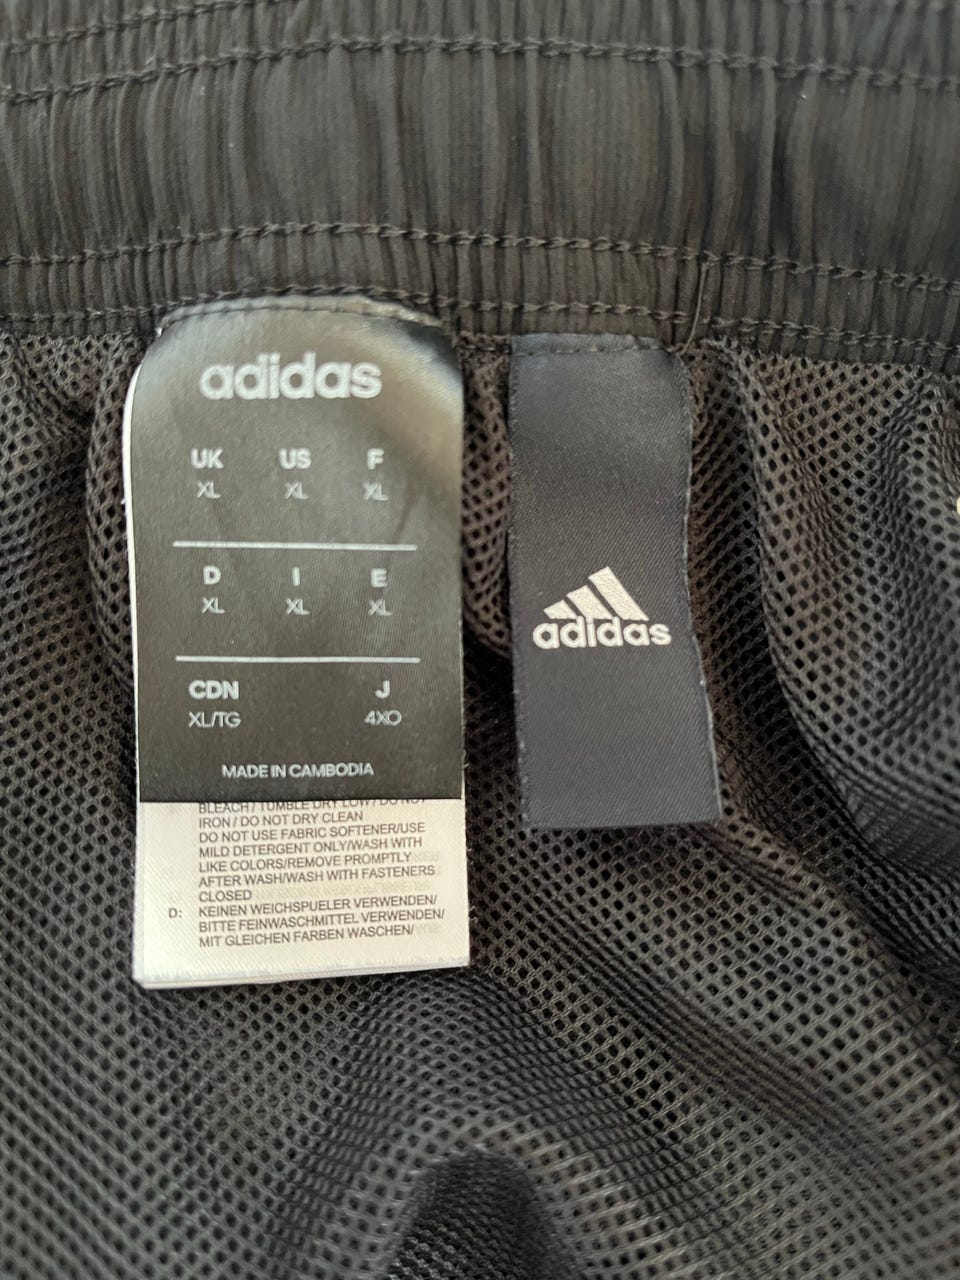 adidas
UK US F
XL XL XL
D I E
XL XL XL
CDN J
XL/TG 4XO
MADE IN CAMBODIA
BLEACH / TUMBLE DRY LOW / DO NOT
IRON / DO NOT DRY CLEAN
DO NOT USE FABRIC SOFTENER/USE
MILD DETERGENT ONLY/WASH WITH
LIKE COLORS/REMOVE PROMPTLY
AFTER WASH/WASH WITH FASTENERS
CLOSED
D: KEINEN WEICHSPUELER VERWENDEN/
BITTE FEINWASCHMITTEL VERWENDEN/
MIT GLEICHEN FARBEN WASCHEN/
adidas